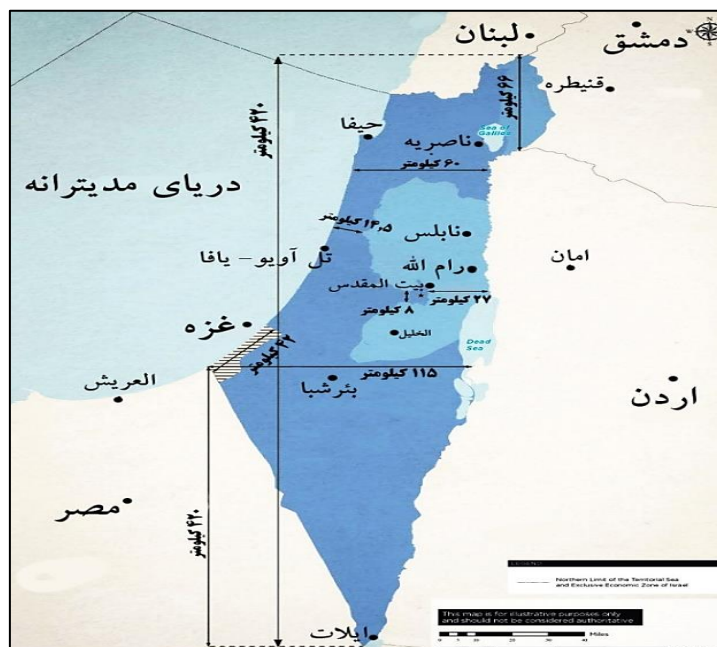 لبنان
دمشق
N
قنیطره
۶۶ کیلومتر
۴۲۰ کیلومتر
حیفا
Sea of
Galilee
ناصریه
۶۰ کیلومتر
دریای مدیترانه
نابلس
۱۴٫۵ کیلومتر
تل آویو - یافا
رام الله
امان
بیت المقدس
۲۷ کیلومتر
۸ کیلومتر
غزه
الخلیل
Dead
Sea
۴۲ کیلومتر
۱۱۵ کیلومتر
بئرشبا
العریش
اردن
مصر
۴۲۰ کیلومتر
Northern Limit of the Territorial Sea
and Exclusive Economic Zone of Israel
This map is for illustrative purposes only
and should not be considered authoritative
ایلات
Miles